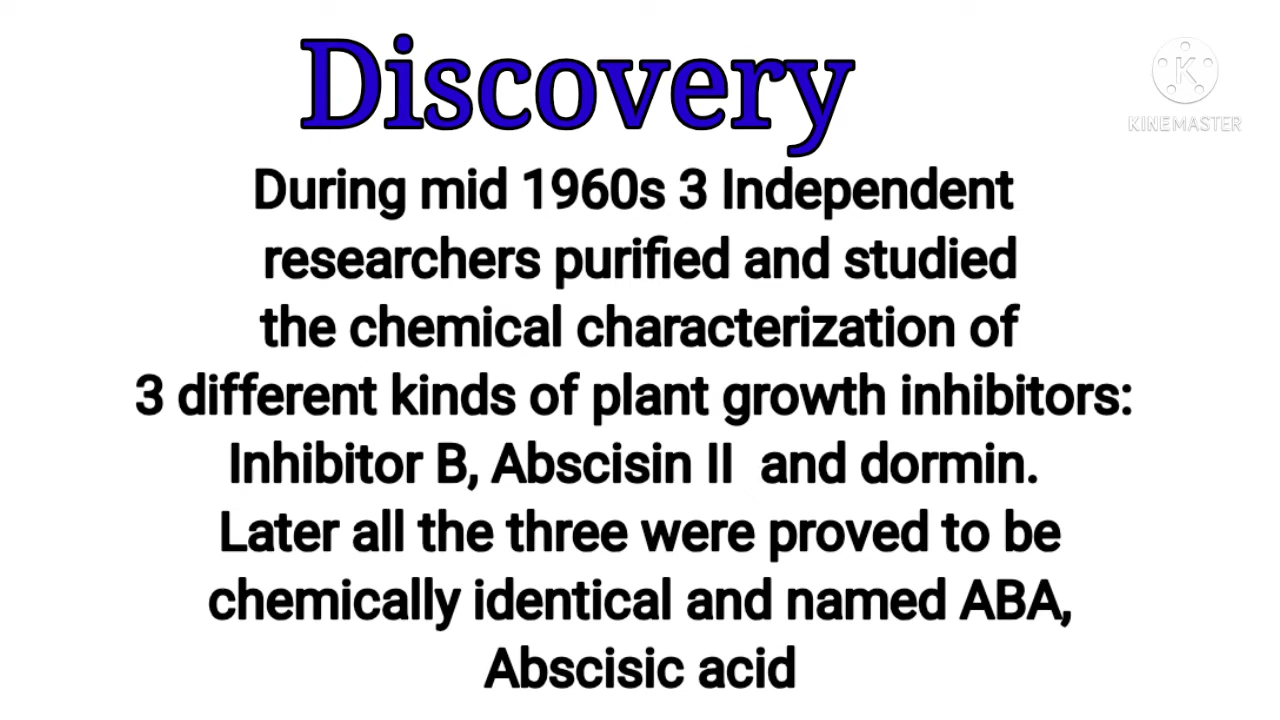 Discovery
K
KINEMASTER
During mid 1960s 3 Independent
researchers purified and studied
the chemical characterization of
3 different kinds of plant growth inhibitors:
Inhibitor B, Abscisin II and dormin.
Later all the three were proved to be
chemically identical and named ABA,
Abscisic acid